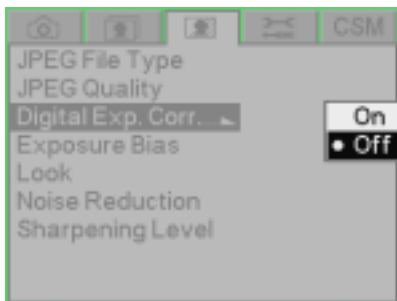 CSM
JPEG File Type
JPEG Quality
Digital Exp. Corr. On
Exposure Bias Off
Look
Noise Reduction
Sharpening Level